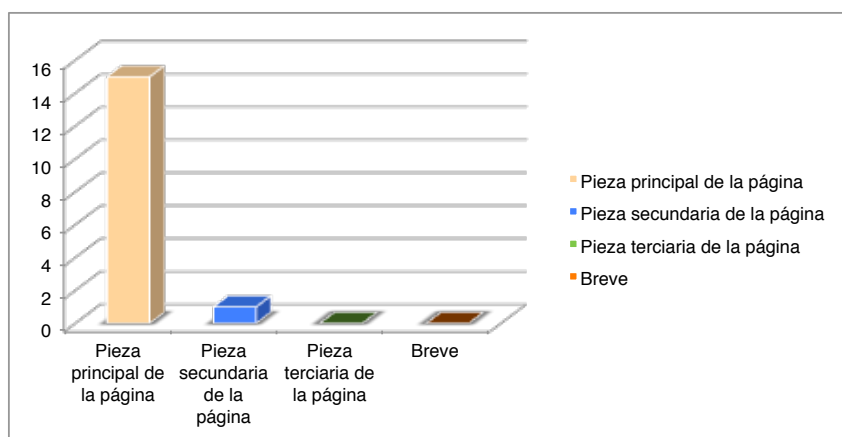 16
14
12
10
8
6
4
2
0
Pieza
principal de
la página
Pieza
secundaria
de la
página
Pieza
terciaria de
la página
Breve
Pieza principal de la página
Pieza secundaria de la página
Pieza terciaria de la página
Breve